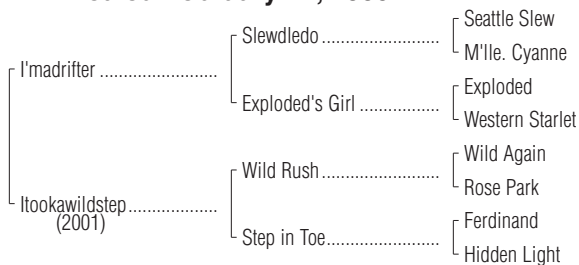 Seattle Slew
Slewdledo
M'lle. Cyanne
I'madrifter
Exploded
Exploded's Girl
Western Starlet
Wild Again
Wild Rush
Rose Park
Itookawildstep
(2001)
Ferdinand
Step in Toe
Hidden Light